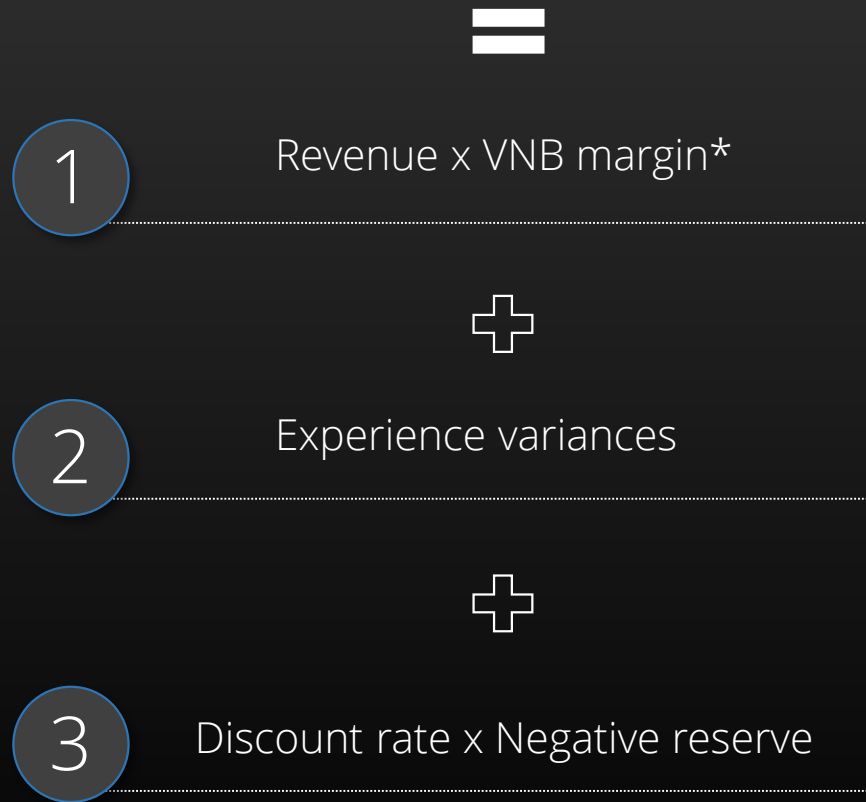 =
1
Revenue x VNB margin*
+
2
Experience variances
+
3
Discount rate x Negative reserve